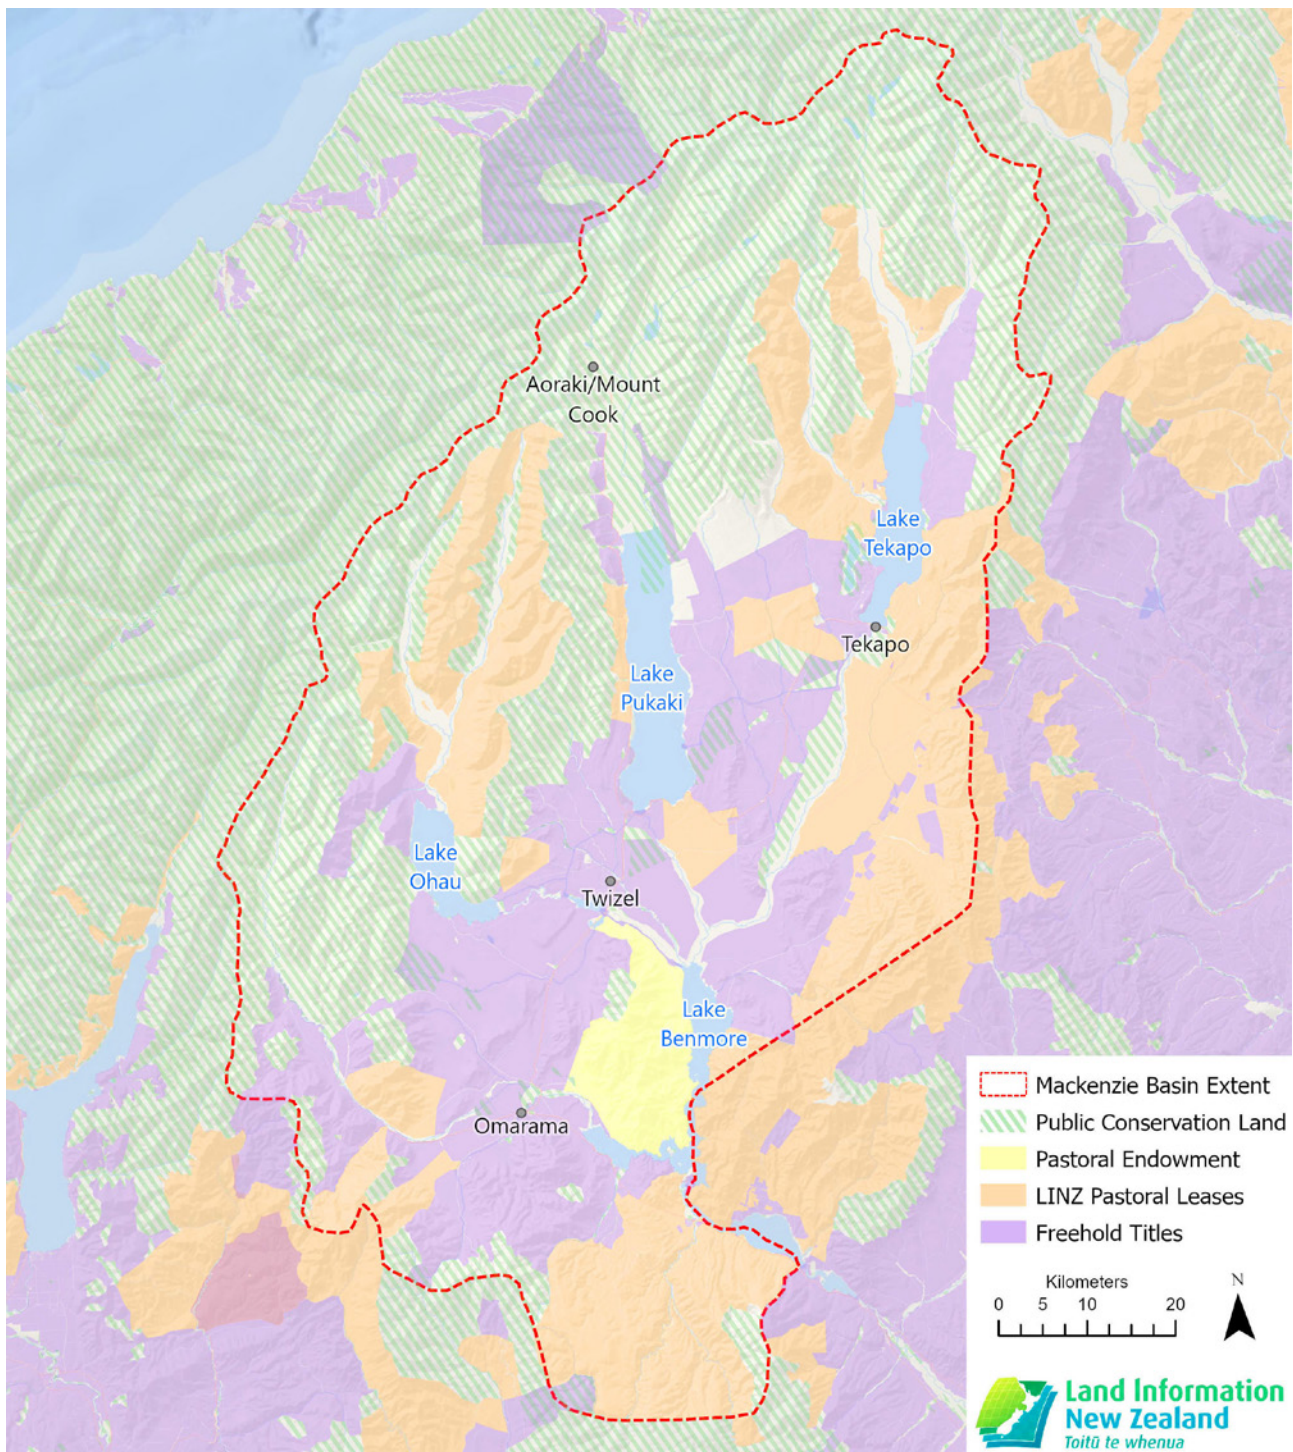 Aoraki/Mount
Cook
Lake
Tekapo
Tekapo
Lake
Pukaki
Lake
Ohau
Twizel
Lake
Benmore
Omarama
Mackenzie Basin Extent
Public Conservation Land
Pastoral Endowment
LINZ Pastoral Leases
Freehold Titles
Kilometers
0 5 10 20
N
Land Information
New Zealand
Toitū te whenua